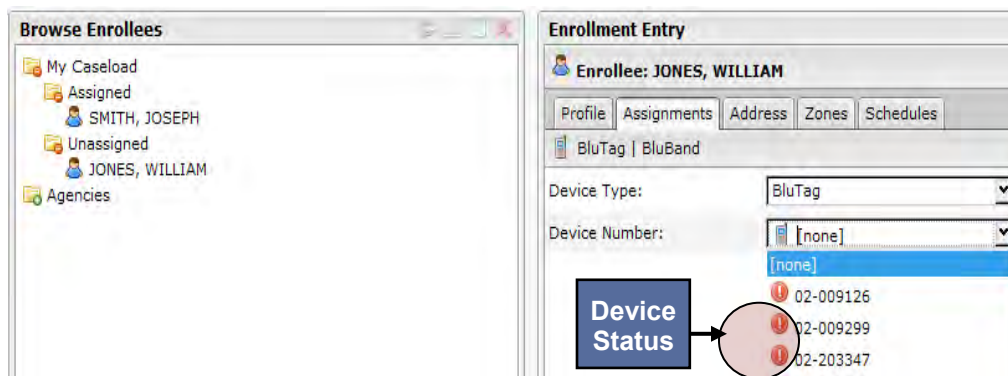 Browse Enrollees
My Caseload
Assigned
SMITH, JOSEPH
Unassigned
JONES, WILLIAM
Agencies
Enrollment Entry
Enrollee: JONES, WILLIAM
Profile Assignments Address Zones Schedules
BluTag | BluBand
Device Type: BluTag
Device Number: [none]
[none]
02-009126
02-009299
02-203347
Device
Status